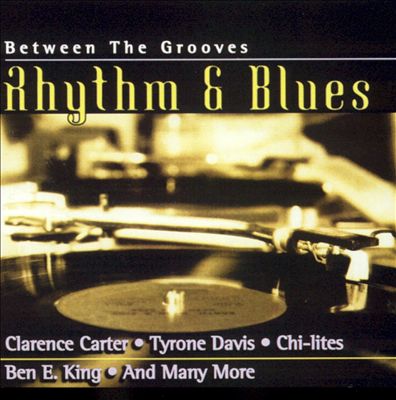 Between The Grooves
Rhythm & Blues
Clarence Carter • Tyrone Davis • Chi-lites
Ben E. King • And Many More